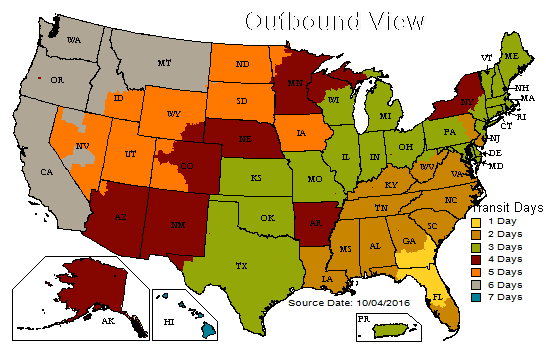 Outbound View
WA
MT
ND
MN
VT
ME
OR
ID
SD
WI
NY
NH
MA
WY
MI
RI
CT
NV
NE
IA
PA
NJ
UT
CO
IL
IN
OH
DE
MD
CA
KS
MO
WV
VA
KY
AZ
NM
OK
AR
TN
NC
SC
MS
AL
GA
TX
LA
FL
Transit Days
1 Day
2 Days
3 Days
4 Days
5 Days
6 Days
7 Days
Source Date: 10/04/2016
AK
HI
PR